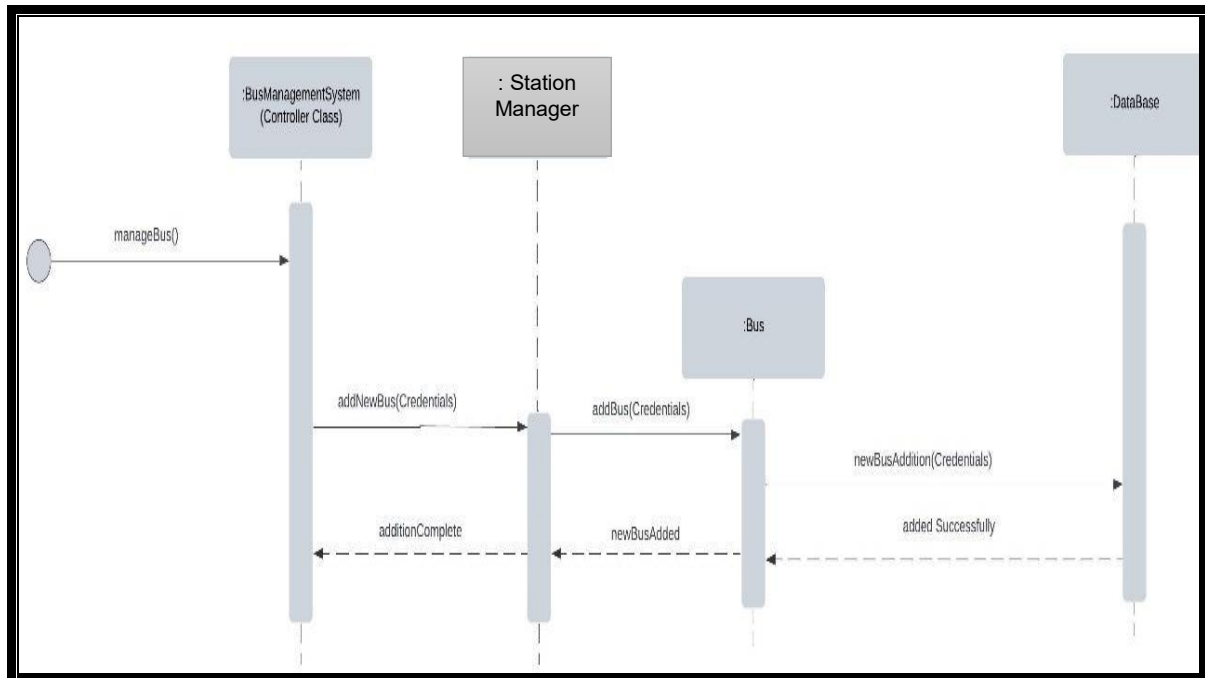 :BusManagementSystem
(Controller Class)
: Station
Manager
:DataBase
manageBus()
:Bus
addNewBus(Credentials)
addBus(Credentials)
newBusAddition(Credentials)
additionComplete
newBusAdded
added Successfully